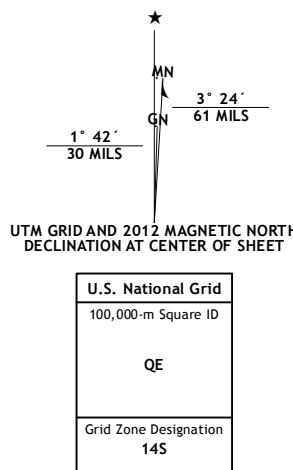 ★
MN
3° 24´
61 MILS
GN
1° 42´
30 MILS
UTM GRID AND 2012 MAGNETIC NORTH
DECLINATION AT CENTER OF SHEET
U.S. National Grid
100,000-m Square ID
QE
Grid Zone Designation
14S